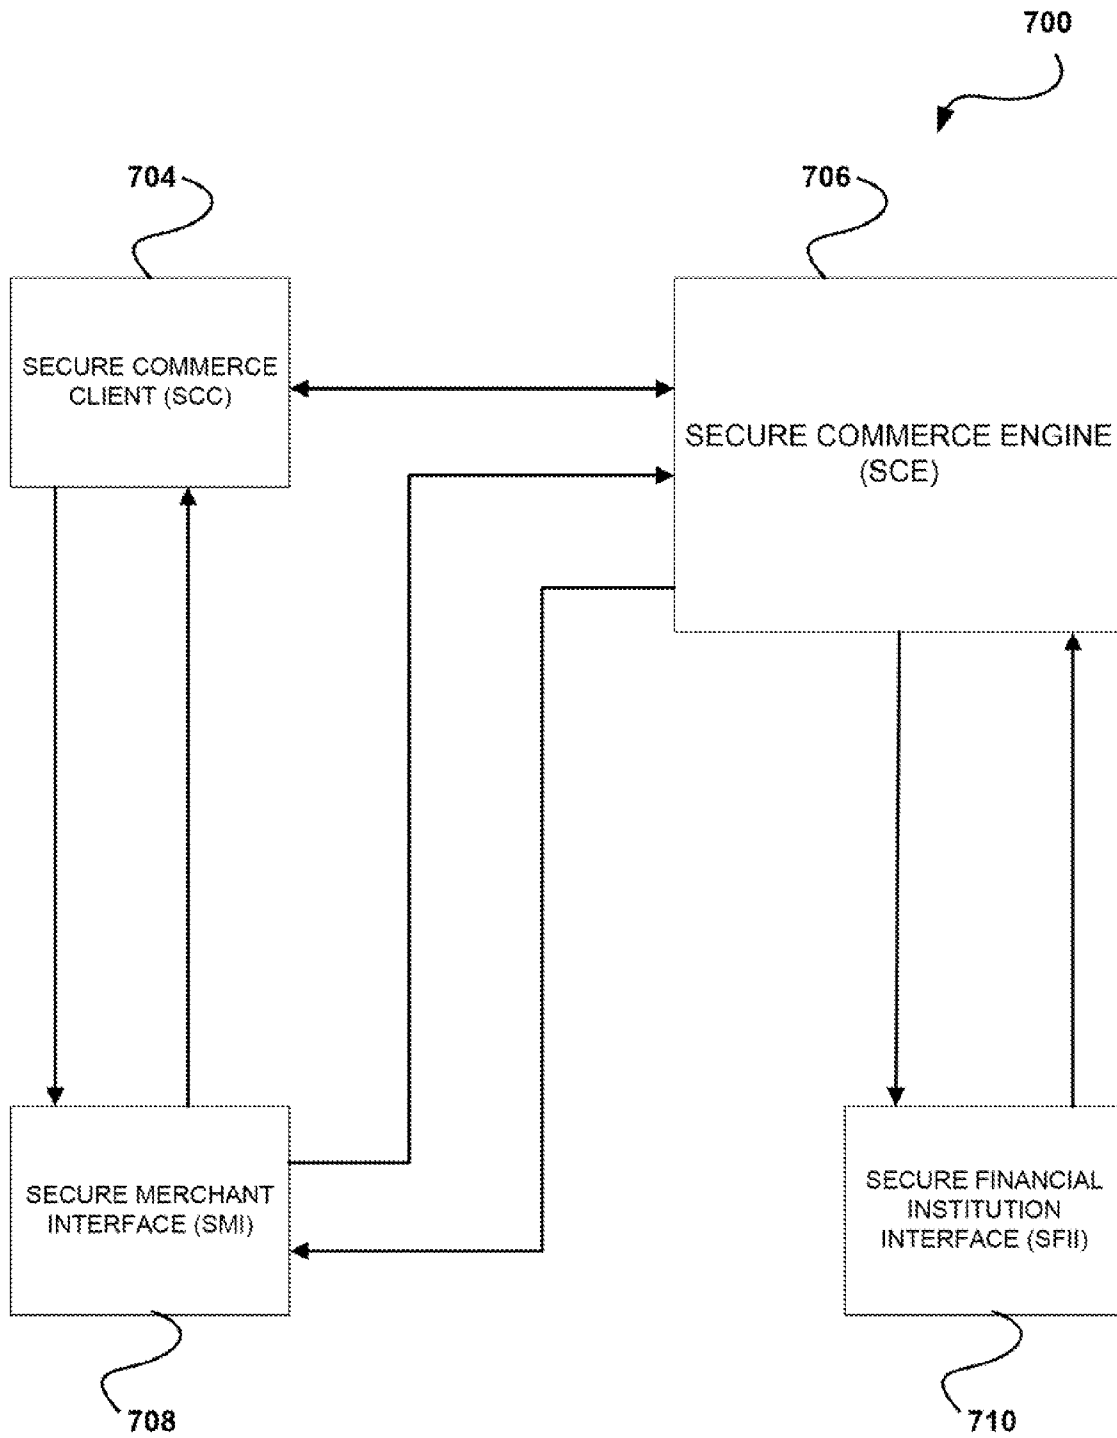 700
704
706
SECURE COMMERCE
CLIENT (SCC)
SECURE COMMERCE ENGINE
(SCE)
SECURE MERCHANT
INTERFACE (SMI)
SECURE FINANCIAL
INSTITUTION
INTERFACE (SFII)
708
710